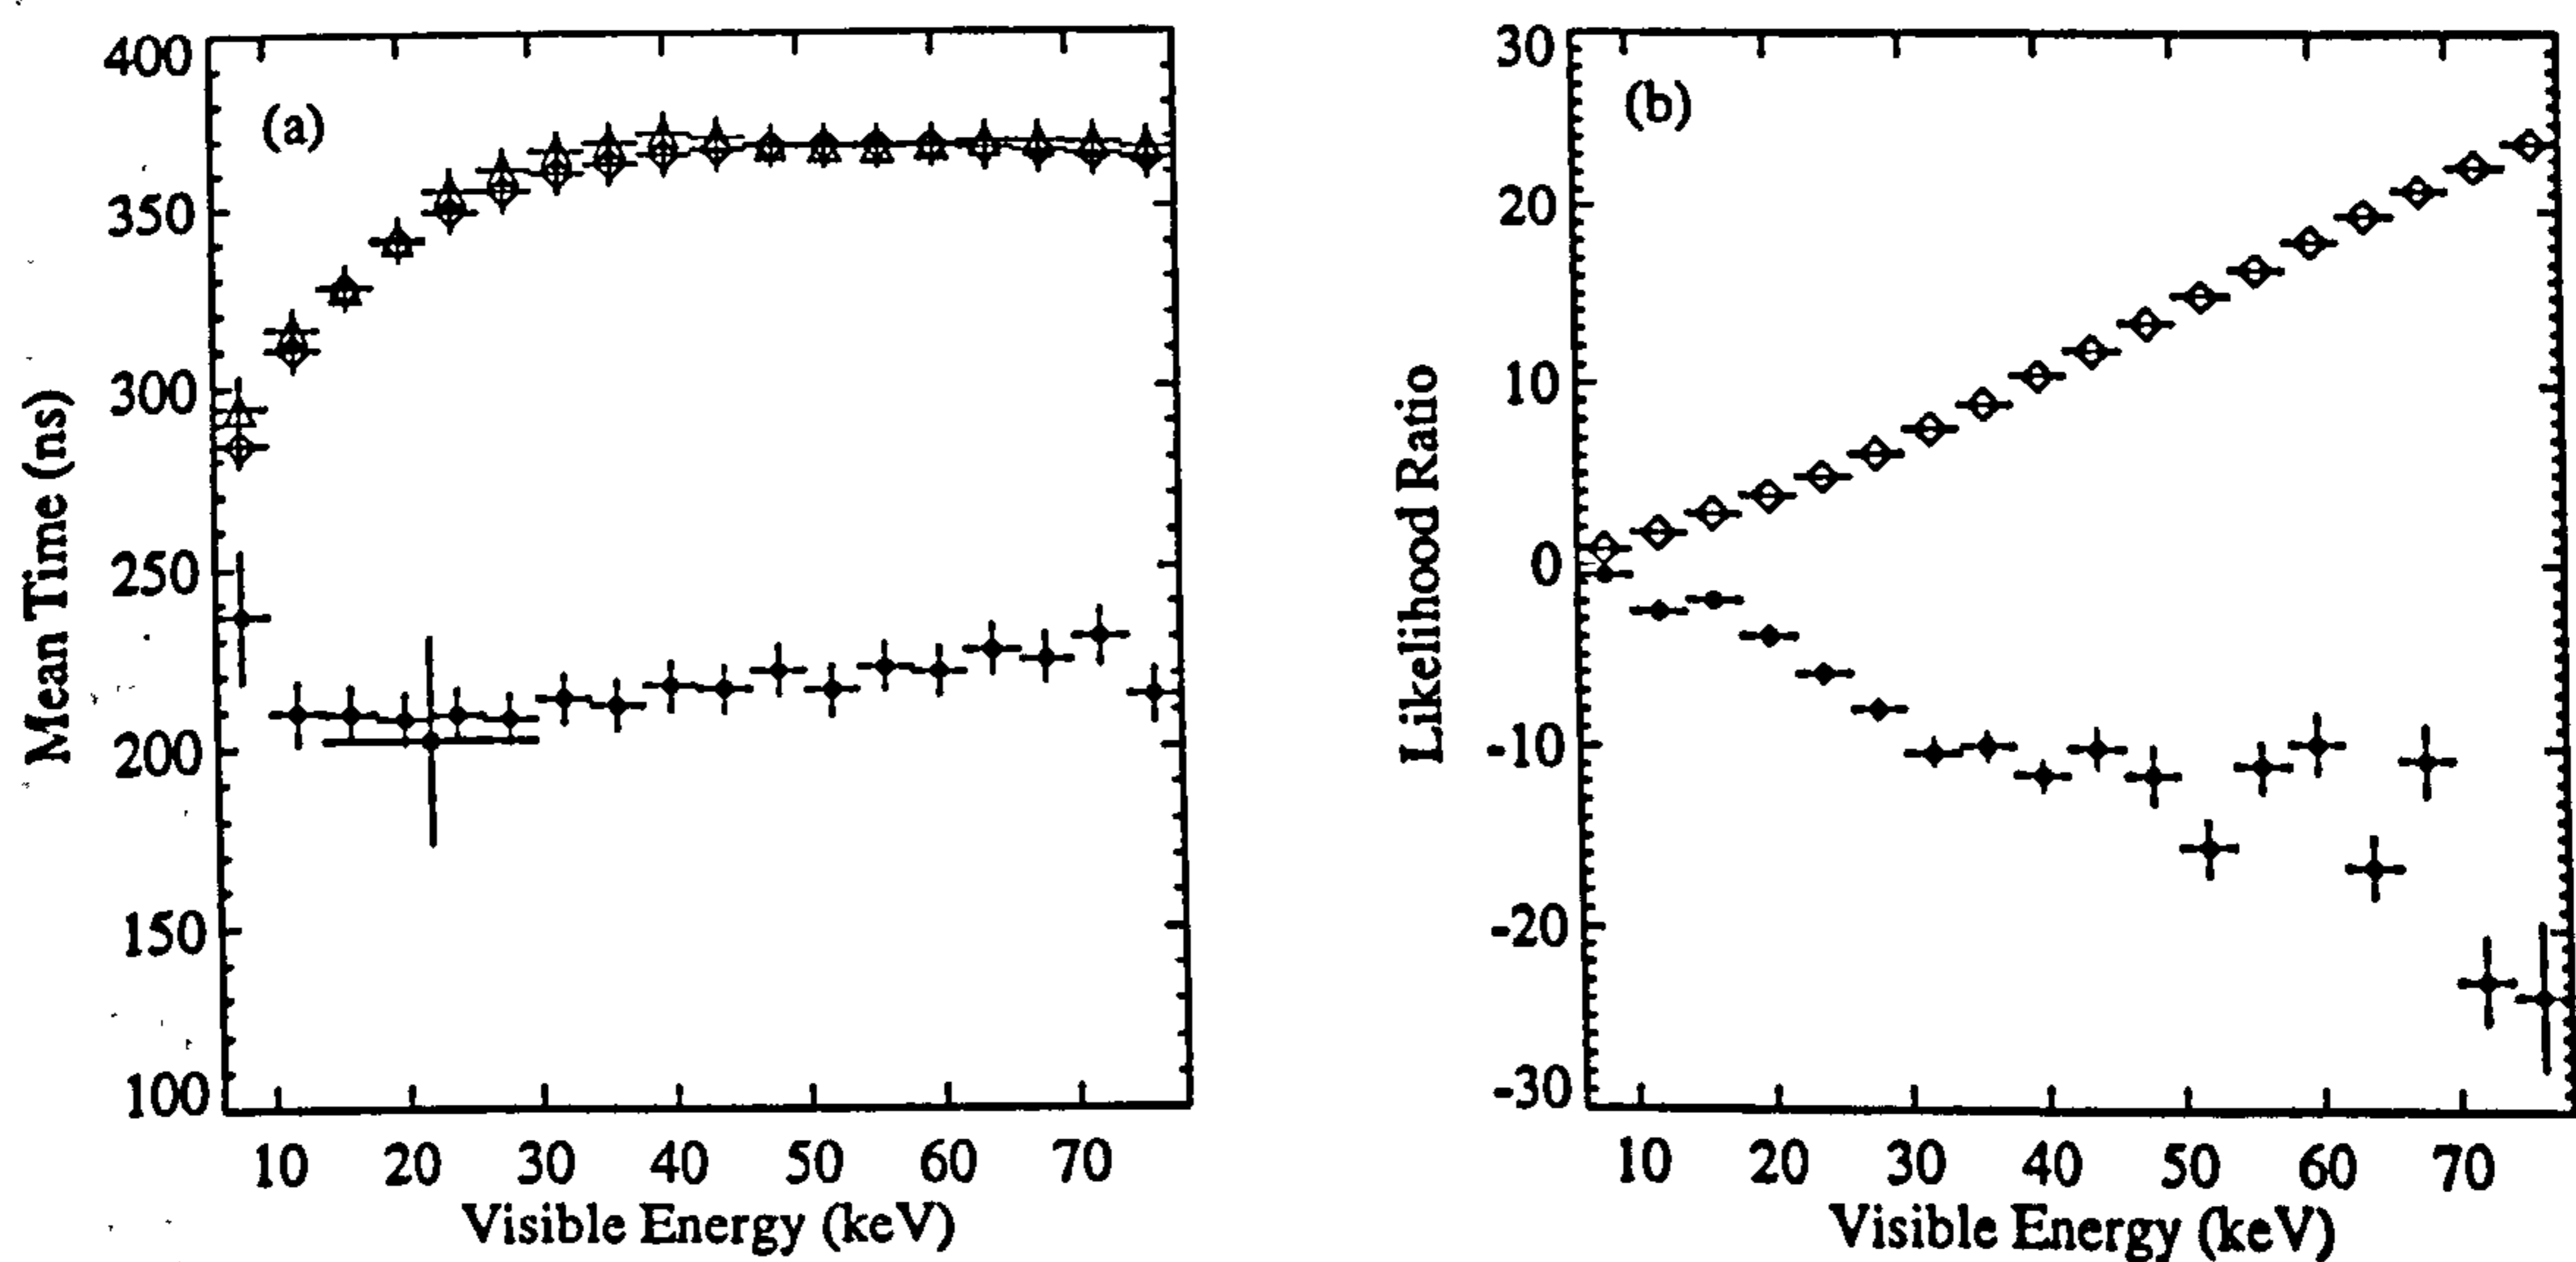 (a)
400
350
300
250
200
150
100
Mean Time (ns)
10 20 30 40 50 60 70
Visible Energy (keV)
(b)
30
20
10
0
-10
-20
-30
Likelihood Ratio
10 20 30 40 50 60 70
Visible Energy (keV)